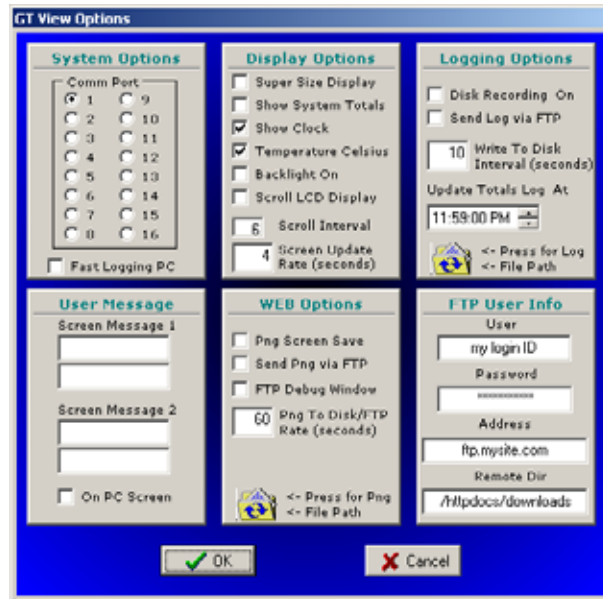 GT View Options
System Options
Comm Port
1 9
2 10
3 11
4 12
5 13
6 14
7 15
8 16
Fast Logging PC
Display Options
Super Size Display
Show System Totals
Show Clock
Temperature Celsius
Backlight On
Scroll LCD Display
6 Scroll Interval
4 Screen Update
Rate (seconds)
Logging Options
Disk Recording On
Send Log via FTP
10 Write To Disk
Interval (seconds)
Update Totals Log At
11:59:00 PM
<- Press for Log
<- File Path
User Message
Screen Message 1
Screen Message 2
On PC Screen
WEB Options
Png Screen Save
Send Png via FTP
FTP Debug Window
60 Png To Disk/FTP
Rate (seconds)
<- Press for Png
<- File Path
FTP User Info
User
my login ID
Password
**********
Address
ftp.mysite.com
Remote Dir
/httpdocs/downloads
OK
Cancel